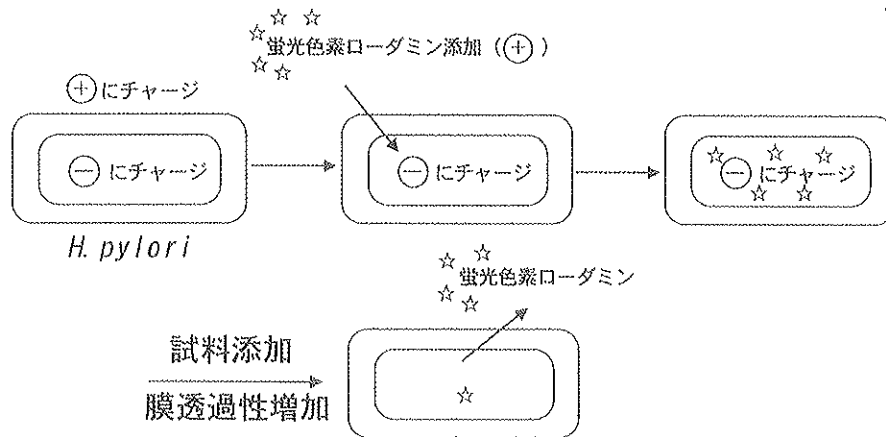 蛍光色素ローダミン添加（⊕）
⊕にチャージ
⊖にチャージ
⊖にチャージ
⊖にチャージ
H. pylori
蛍光色素ローダミン
試料添加
膜透過性増加